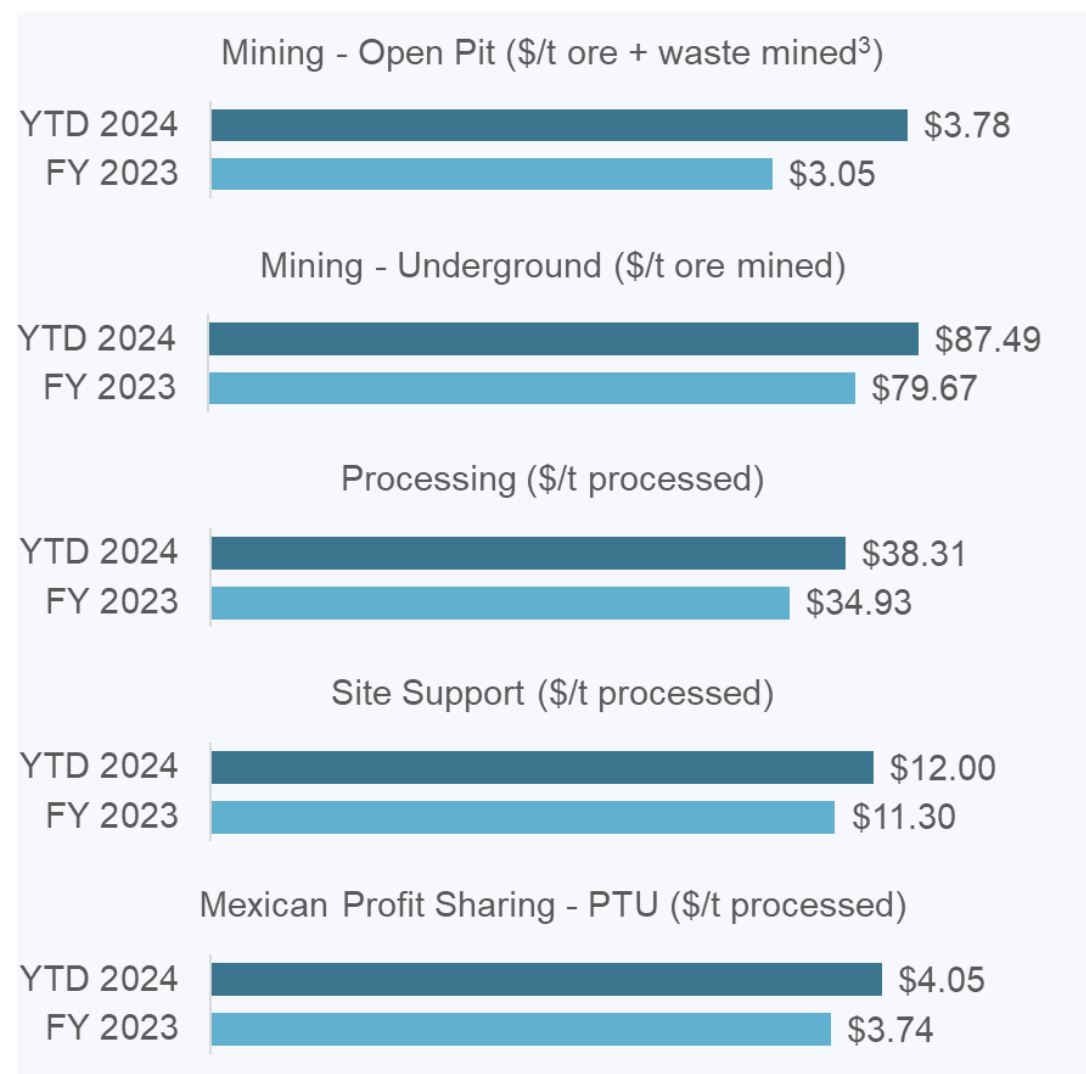 Mining - Open Pit ($/t ore + waste mined³)
YTD 2024 $3.78
FY 2023 $3.05
Mining - Underground ($/t ore mined)
YTD 2024 $87.49
FY 2023 $79.67
Processing ($/t processed)
YTD 2024 $38.31
FY 2023 $34.93
Site Support ($/t processed)
YTD 2024 $12.00
FY 2023 $11.30
Mexican Profit Sharing - PTU ($/t processed)
YTD 2024 $4.05
FY 2023 $3.74